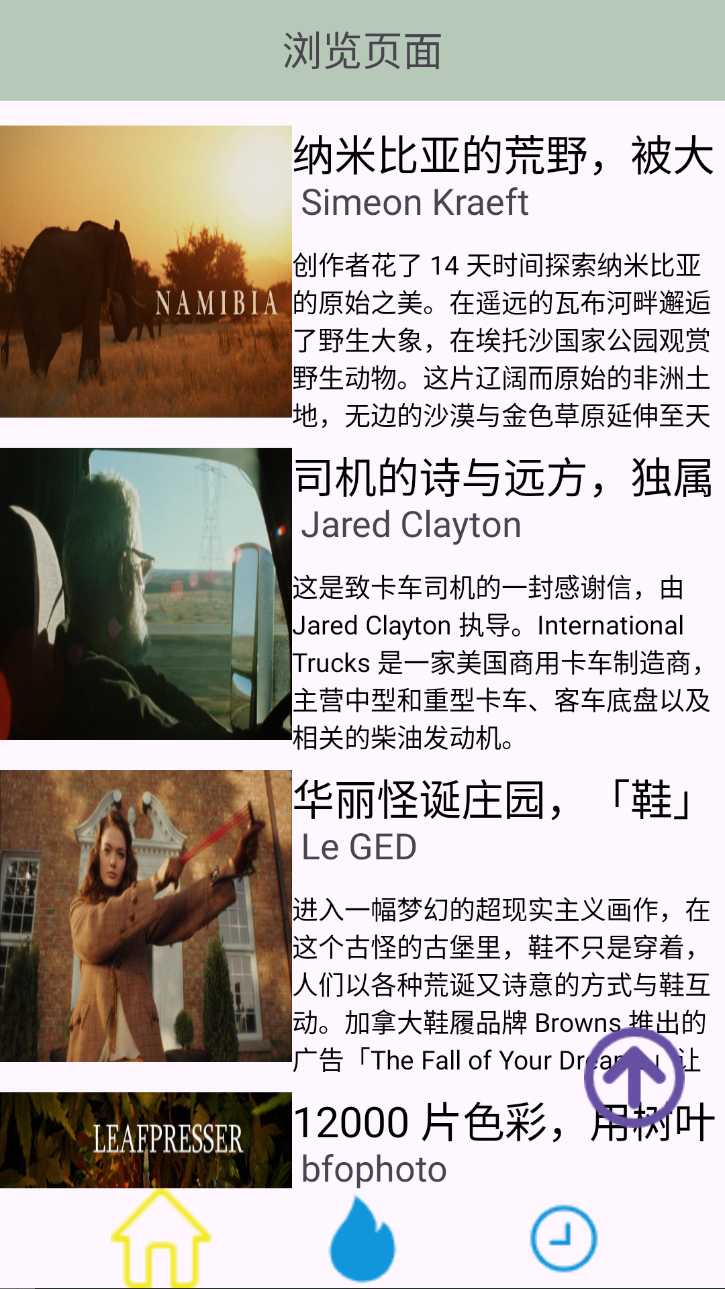 浏览页面
纳米比亚的荒野，被大
Simeon Kraeft
NAMIBIA
创作者花了 14 天时间探索纳米比亚
的原始之美。在遥远的瓦布河畔邂逅
了野生大象，在埃托沙国家公园观赏
野生动物。这片辽阔而原始的非洲土
地，无边的沙漠与金色草原延伸至天
司机的诗与远方，独属
Jared Clayton
这是致卡车司机的一封感谢信，由
Jared Clayton 执导。International
Trucks 是一家美国商用卡车制造商，
主营中型和重型卡车、客车底盘以及
相关的柴油发动机。
华丽怪诞庄园，「鞋」
Le GED
进入一幅梦幻的超现实主义画作，在
这个古怪的古堡里，鞋不只是穿着，
人们以各种荒诞又诗意的方式与鞋互
动。加拿大鞋履品牌 Browns 推出的
广告「The Fall of Your 让
LEAFPRESSER
12000 片色彩，用树叶
bfophoto